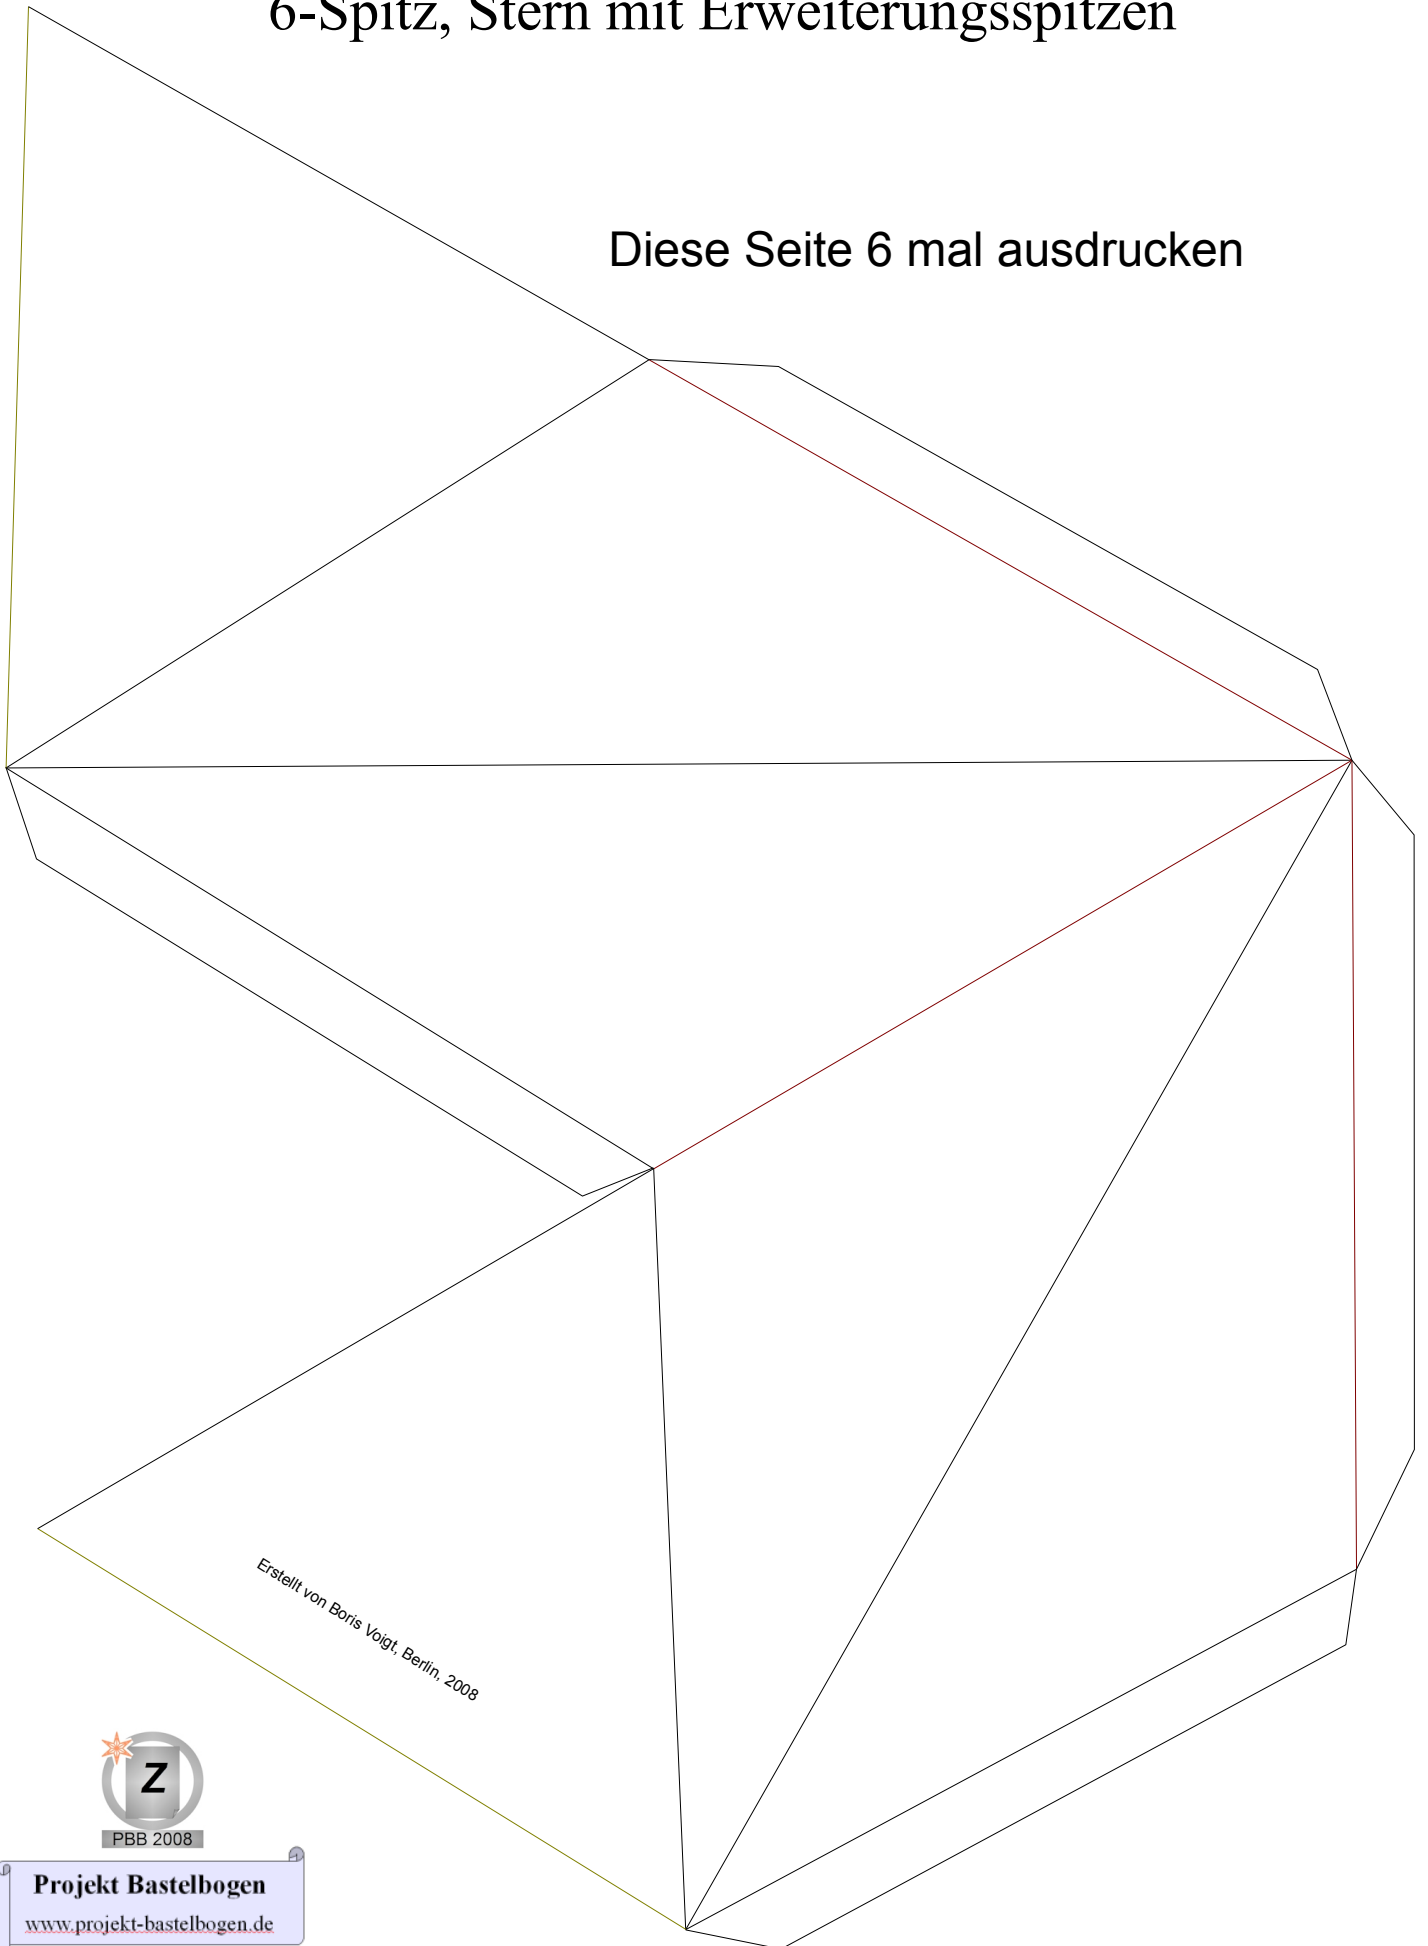 6-Spitz, Stern mit Erweiterungsspitzen
Diese Seite 6 mal ausdrucken
Erstellt von Boris Voigt, Berlin, 2008
Z
PBB 2008
Projekt Bastelbogen
www.projekt-bastelbogen.de